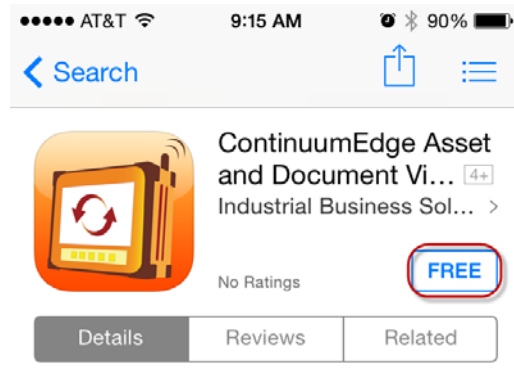 AT&T 9:15 AM 90%
Search
ContinuumEdge Asset
and Document Vi... 4+
Industrial Business Sol... >
No Ratings
FREE
Details Reviews Related